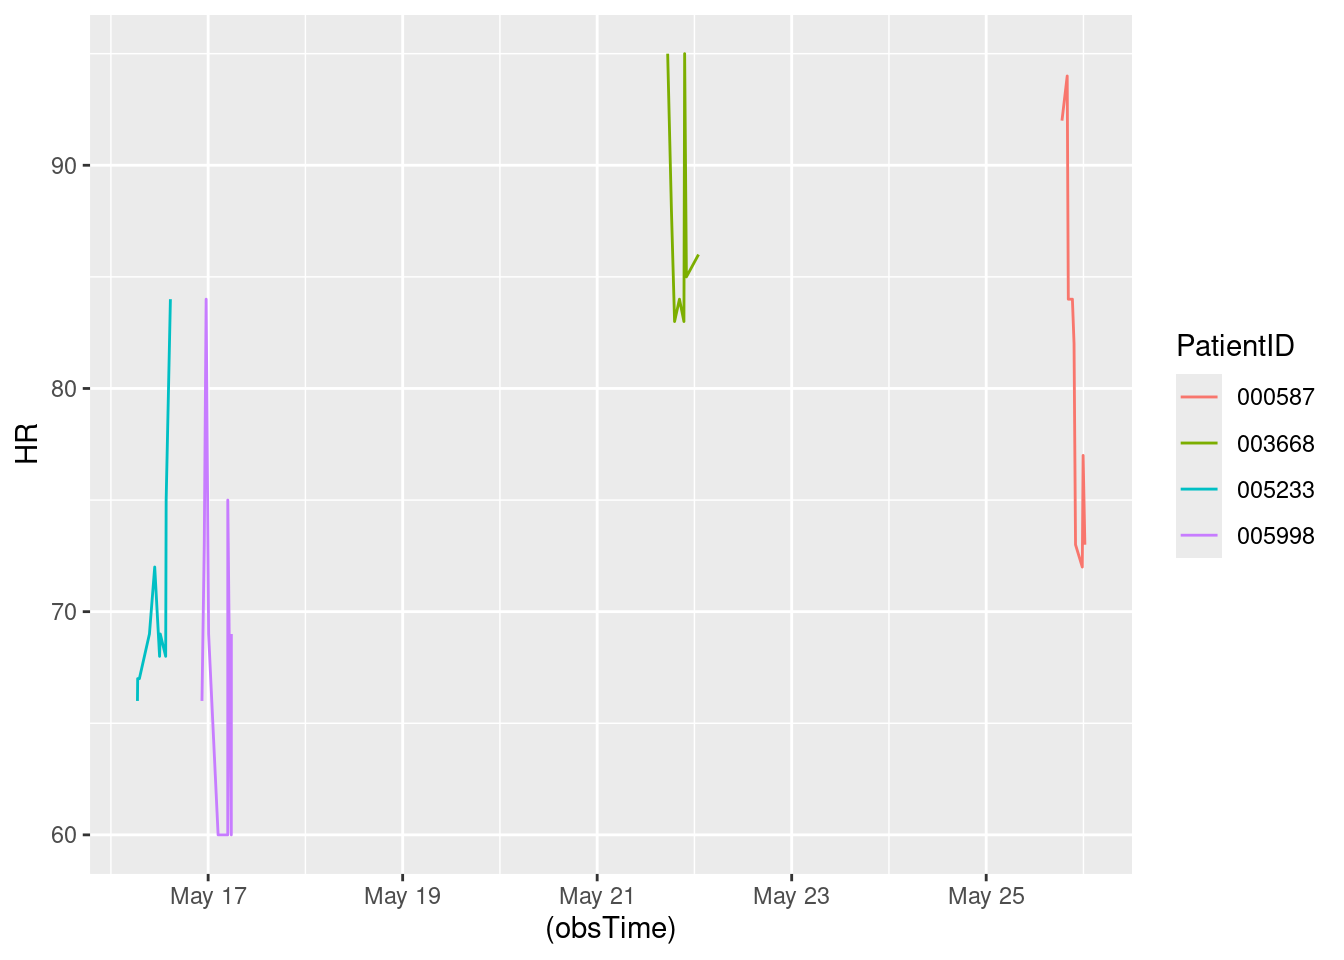 90
80
70
60
HR
May 17
May 19
May 21
May 23
May 25
(obsTime)
PatientID
000587
003668
005233
005998